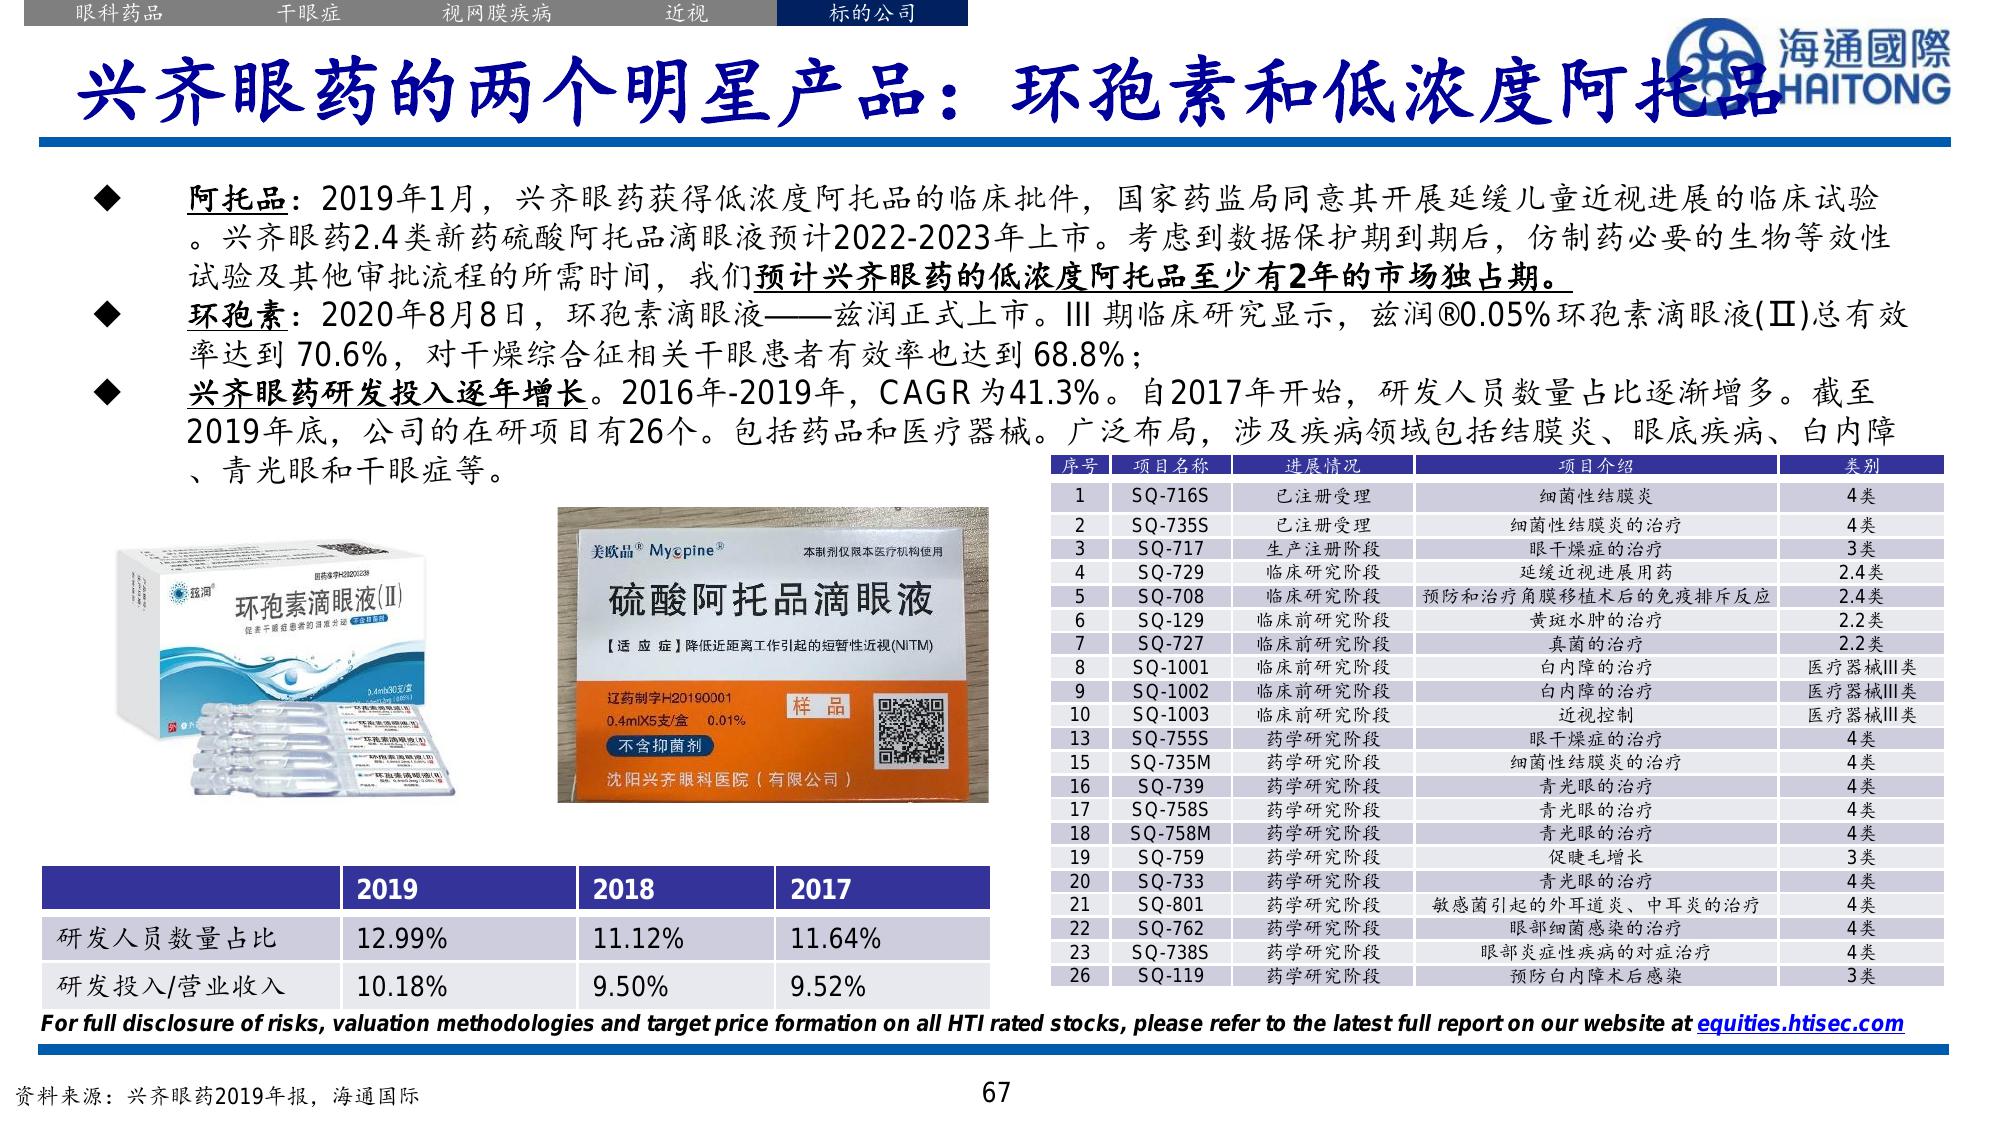 眼科药品 干眼症 视网膜疾病 近视 标的公司
海通國際
HAITONG
兴齐眼药的两个明星产品：环孢素和低浓度阿托品
◆ 阿托品：2019年1月，兴齐眼药获得低浓度阿托品的临床批件，国家药监局同意其开展延缓儿童近视进展的临床试验
。兴齐眼药2.4类新药硫酸阿托品滴眼液预计2022-2023年上市。考虑到数据保护期到期后，仿制药必要的生物等效性
试验及其他审批流程的所需时间，我们预计兴齐眼药的低浓度阿托品至少有2年的市场独占期。
◆ 环孢素：2020年8月8日，环孢素滴眼液——兹润正式上市。III 期临床研究显示，兹润®0.05%环孢素滴眼液(Ⅱ)总有效
率达到 70.6%，对干燥综合征相关干眼患者有效率也达到 68.8%；
◆ 兴齐眼药研发投入逐年增长。2016年-2019年，CAGR为41.3%。自2017年开始，研发人员数量占比逐渐增多。截至
2019年底，公司的在研项目有26个。包括药品和医疗器械。广泛布局，涉及疾病领域包括结膜炎、眼底疾病、白内障
、青光眼和干眼症等。
国药准字H20203239
兹润®
环孢素滴眼液(Ⅱ)
促进干眼症患者的泪液分泌 不含抑菌剂
0.4mlx30支/盒
美欧品® Myopine® 本制剂仅限本医疗机构使用
硫酸阿托品滴眼液
【适 应 症】降低近距离工作引起的短暂性近视(NITM)
辽药制字H20190001
样 品
0.4mlX5支/盒 0.01%
不含抑菌剂
沈阳兴齐眼科医院（有限公司）
2019 2018 2017
研发人员数量占比 12.99% 11.12% 11.64%
研发投入/营业收入 10.18% 9.50% 9.52%
序号 项目名称 进展情况 项目介绍 类别
1 SQ-716S 已注册受理 细菌性结膜炎 4类
2 SQ-735S 已注册受理 细菌性结膜炎的治疗 4类
3 SQ-717 生产注册阶段 眼干燥症的治疗 3类
4 SQ-729 临床研究阶段 延缓近视进展用药 2.4类
5 SQ-708 临床研究阶段 预防和治疗角膜移植术后的免疫排斥反应 2.4类
6 SQ-129 临床前研究阶段 黄斑水肿的治疗 2.2类
7 SQ-727 临床前研究阶段 真菌的治疗 2.2类
8 SQ-1001 临床前研究阶段 白内障的治疗 医疗器械III类
9 SQ-1002 临床前研究阶段 白内障的治疗 医疗器械III类
10 SQ-1003 临床前研究阶段 近视控制 医疗器械III类
13 SQ-755S 药学研究阶段 眼干燥症的治疗 4类
15 SQ-735M 药学研究阶段 细菌性结膜炎的治疗 4类
16 SQ-739 药学研究阶段 青光眼的治疗 4类
17 SQ-758S 药学研究阶段 青光眼的治疗 4类
18 SQ-758M 药学研究阶段 青光眼的治疗 4类
19 SQ-759 药学研究阶段 促睫毛增长 3类
20 SQ-733 药学研究阶段 青光眼的治疗 4类
21 SQ-801 药学研究阶段 敏感菌引起的外耳道炎、中耳炎的治疗 4类
22 SQ-762 药学研究阶段 眼部细菌感染的治疗 4类
23 SQ-738S 药学研究阶段 眼部炎症性疾病的对症治疗 4类
26 SQ-119 药学研究阶段 预防白内障术后感染 3类
For full disclosure of risks, valuation methodologies and target price formation on all HTI rated stocks, please refer to the latest full report on our website at equities.htisec.com
资料来源：兴齐眼药2019年报，海通国际
67